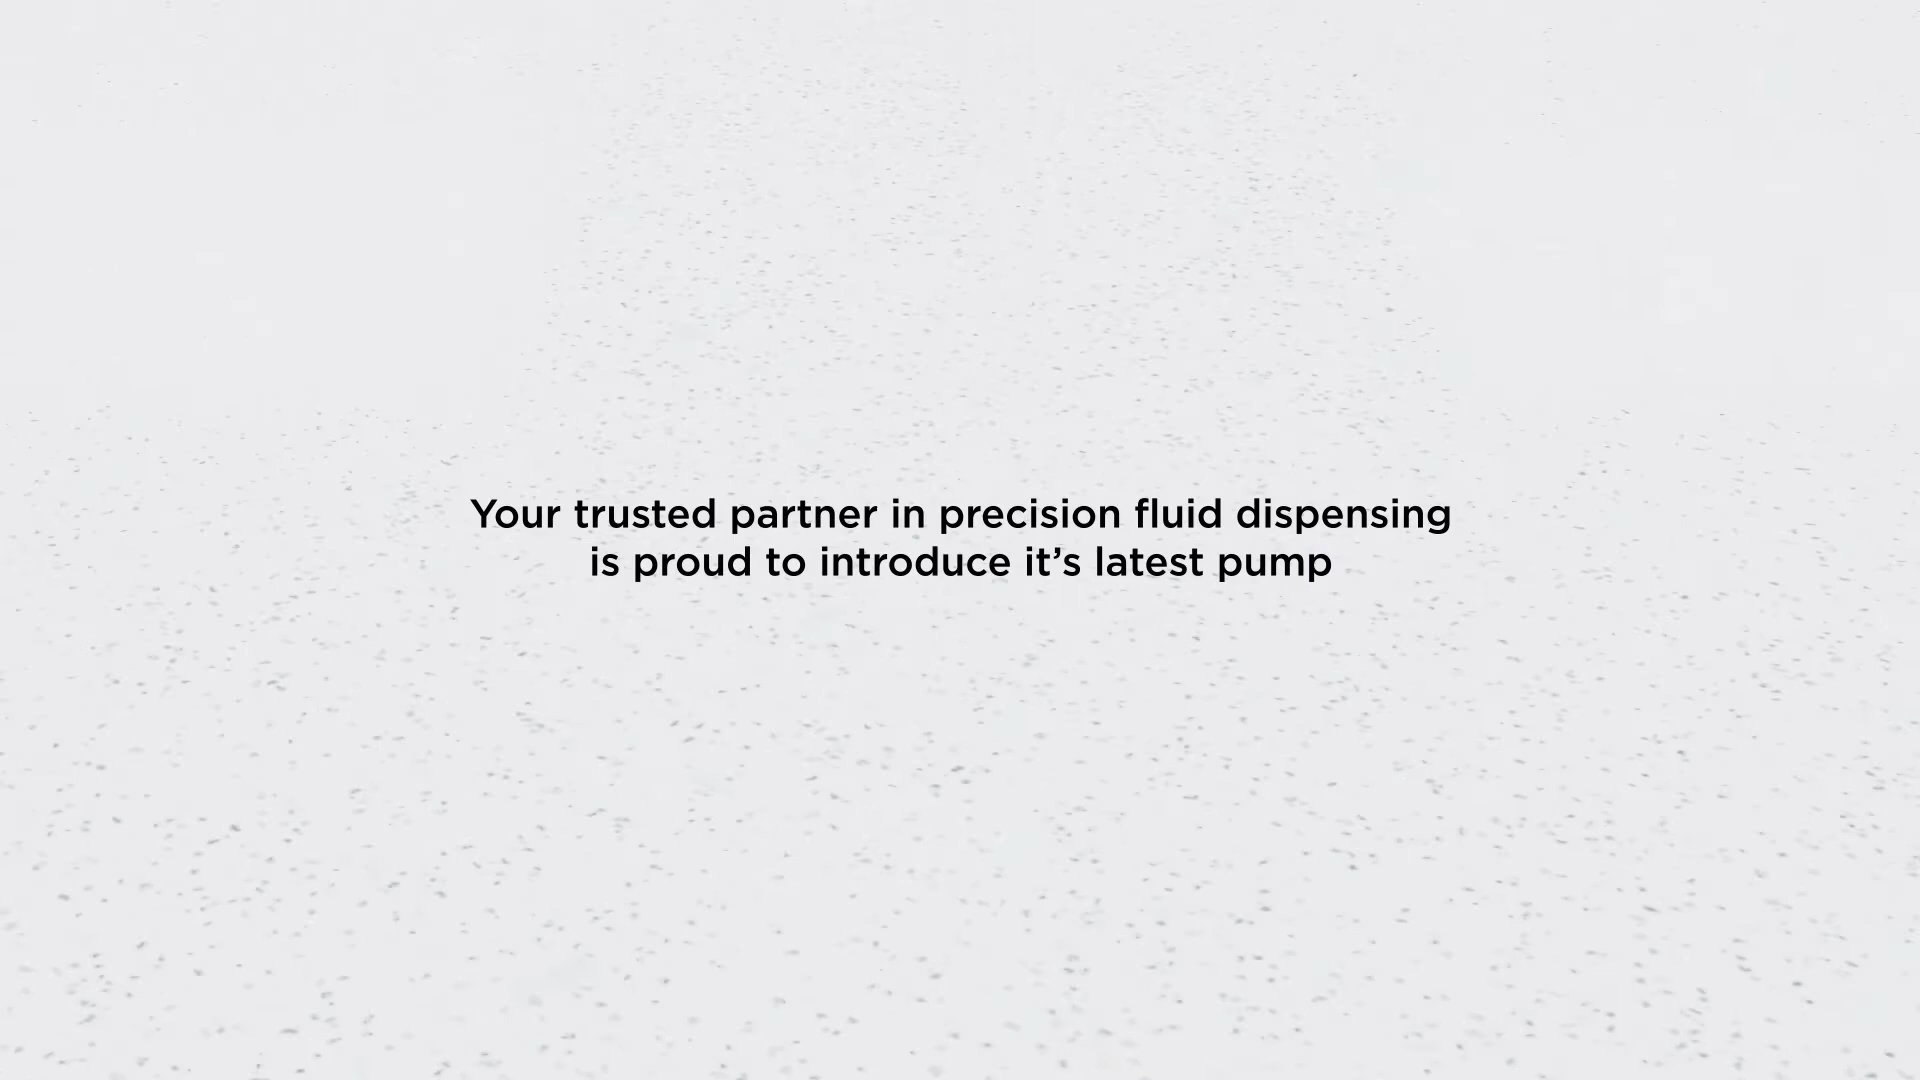 Your trusted partner in precision fluid dispensing
is proud to introduce it’s latest pump